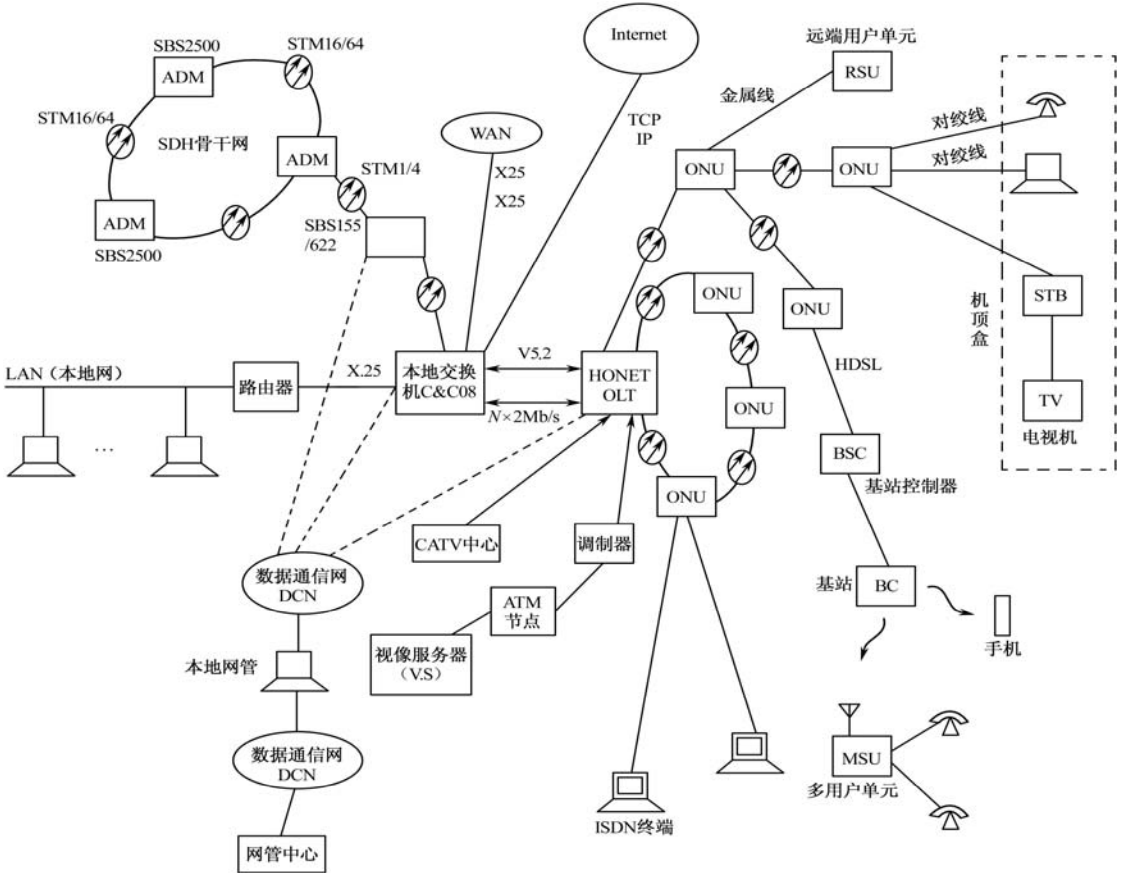 SBS2500
ADM
STM16/64
STM16/64
SDH骨干网
ADM
ADM
SBS2500
STM1/4
SBS155
/622
Internet
WAN
X25
X25
TCP
IP
远端用户单元
RSU
金属线
ONU
ONU
对绞线
对绞线
机顶盒
STB
TV
电视机
ONU
HDSL
BSC
基站控制器
基站
BC
手机
MSU
多用户单元
LAN（本地网）
路由器
X.25
…
本地交换
机C&C08
V5.2
N×2Mb/s
HONET
OLT
ONU
ONU
ONU
CATV中心
调制器
ATM
节点
视像服务器
（V.S）
ISDN终端
数据通信网
DCN
本地网管
数据通信网
DCN
网管中心